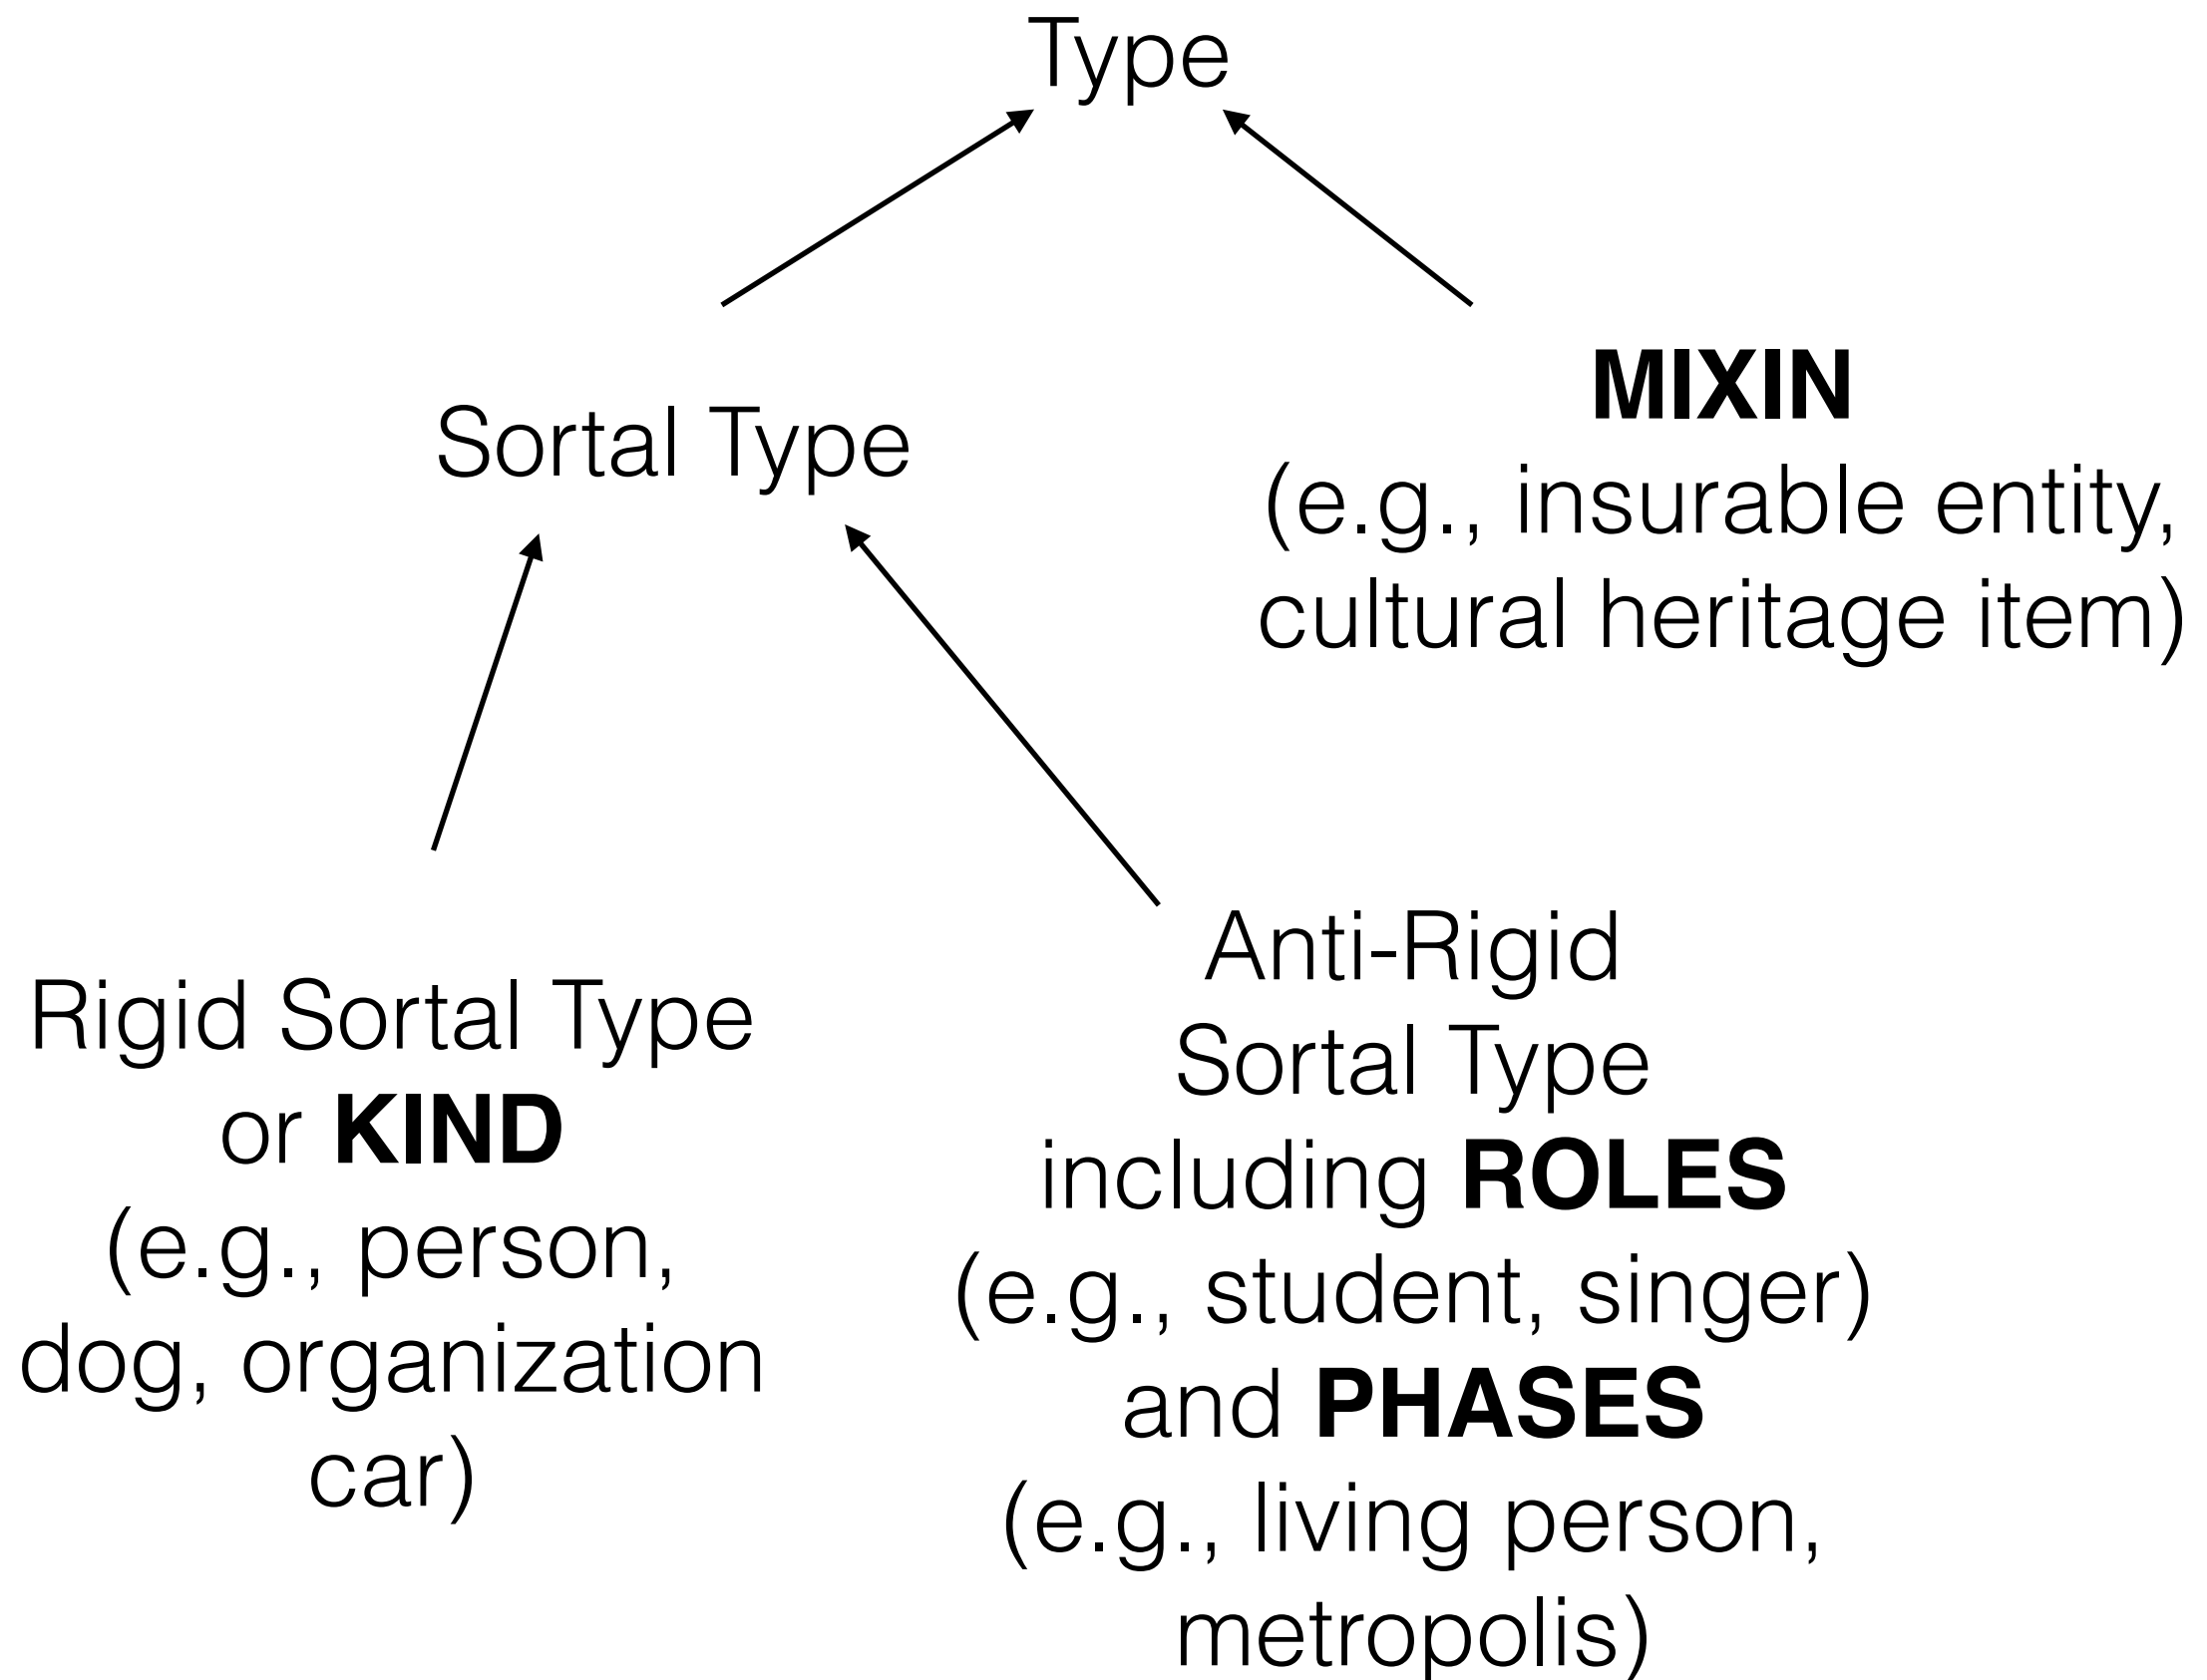 Type
Sortal Type
MIXIN
(e.g., insurable entity,
cultural heritage item)
Rigid Sortal Type
or KIND
(e.g., person,
dog, organization
car)
Anti-Rigid
Sortal Type
including ROLES
(e.g., student, singer)
and PHASES
(e.g., living person,
metropolis)